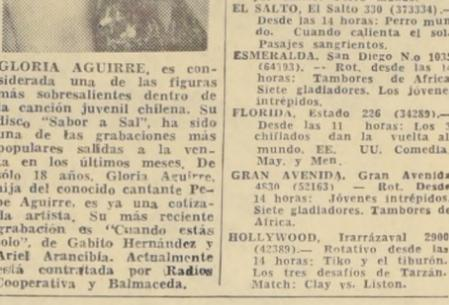 GLORIA AGUIRRE, es con-
siderada una de las figuras
más sobresalientes dentro de
la canción juvenil chilena. Su
disco "Sabor a Sal", ha sido
una de las grabaciones más
populares salidas a la ven-
ta en los últimos meses. De
sólo 18 años, Gloria Aguirre,
hija del conocido cantante Pe-
pe Aguirre, es ya una cotiza-
da artista. Su más reciente
grabación es "Cuando estás
solo", de Gabito Hernández y
Ariel Arancibia. Actualmente
está contratada por Radios
Cooperativa y Balmaceda.
EL SALTO, El Salto 330 (373334).—
Desde las 14 horas: Perro mun
do. Cuando calienta el sol.
Pasajes sangrientos.
ESMERALDA, San Diego N.o 1035
(64193). — Rot. desde las 1
horas: Tambores de Africa
Siete gladiadores. Los jóvene
intrépidos.
FLORIDA, Estado 226 (34289).—
Desde las 11 horas: Los 3
chiflados dan la vuelta al
mundo. EE. UU. Comedia
May. y Men.
GRAN AVENIDA, Gran Avenida
4830 (52163) — Rot. Desde
14 horas: Jóvenes intrépidos.
Siete gladiadores. Tambores de
Africa.
HOLLYWOOD, Irarrázaval 2900
(42389).— Rotativo desde las
14 horas: Tiko y el tiburón.
Los tres desafíos de Tarzán.
Match: Clay vs. Liston.